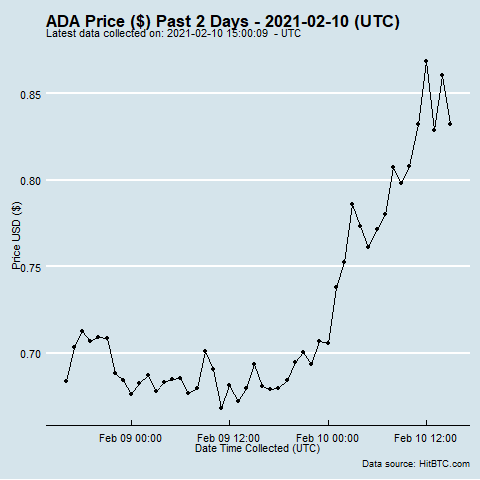 ADA Price ($) Past 2 Days - 2021-02-10 (UTC)
Latest data collected on: 2021-02-10 15:00:09 - UTC
0.85
0.80
0.75
0.70
Price USD ($)
Feb 09 00:00 Feb 09 12:00 Feb 10 00:00 Feb 10 12:00
Date Time Collected (UTC)
Data source: HitBTC.com